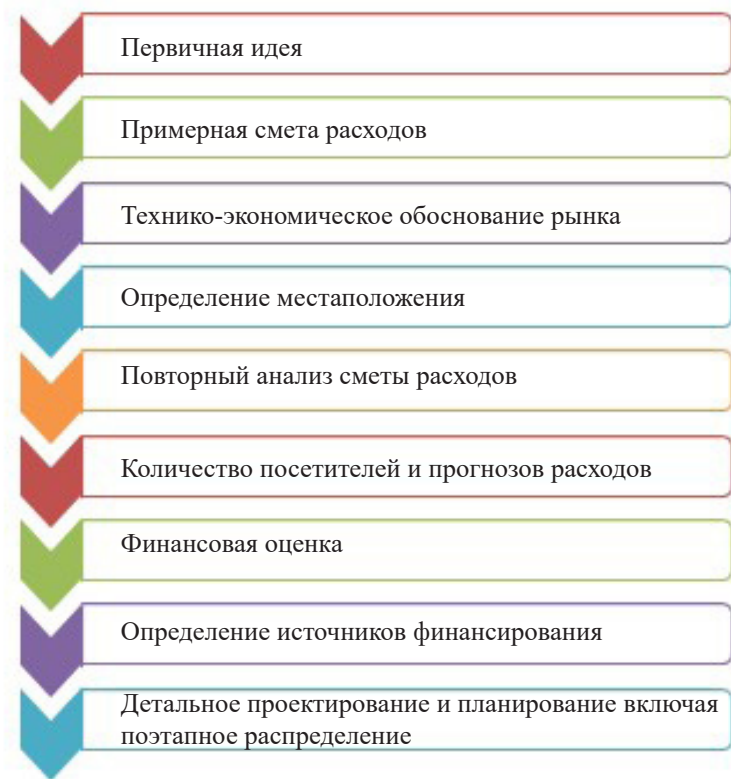 Первичная идея
Примерная смета расходов
Технико-экономическое обоснование рынка
Определение местаположения
Повторный анализ сметы расходов
Количество посетителей и прогнозов расходов
Финансовая оценка
Определение источников финансирования
Детальное проектирование и планирование включая
поэтапное распределение